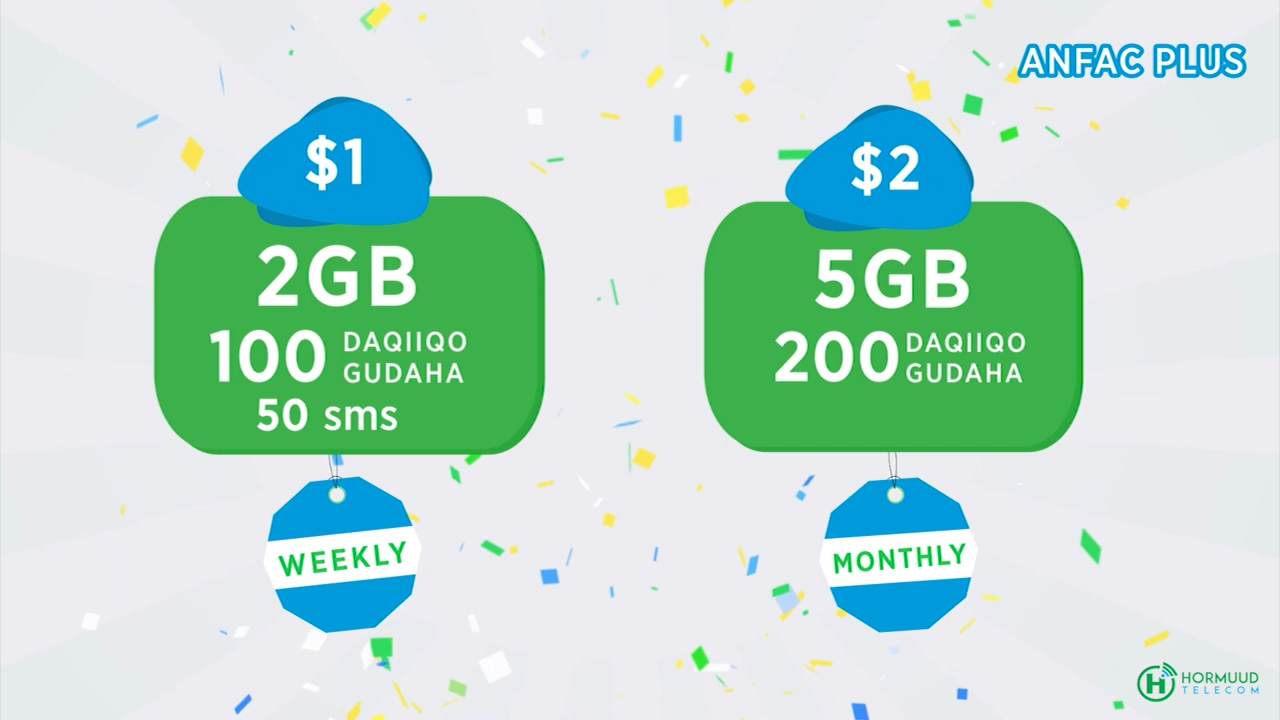 ANFAC PLUS
$1
2GB
100 DAQIIQO
GUDAHA
50 sms
WEEKLY
$2
5GB
200 DAQIIQO
GUDAHA
MONTHLY
HORMUUD
TELECOM